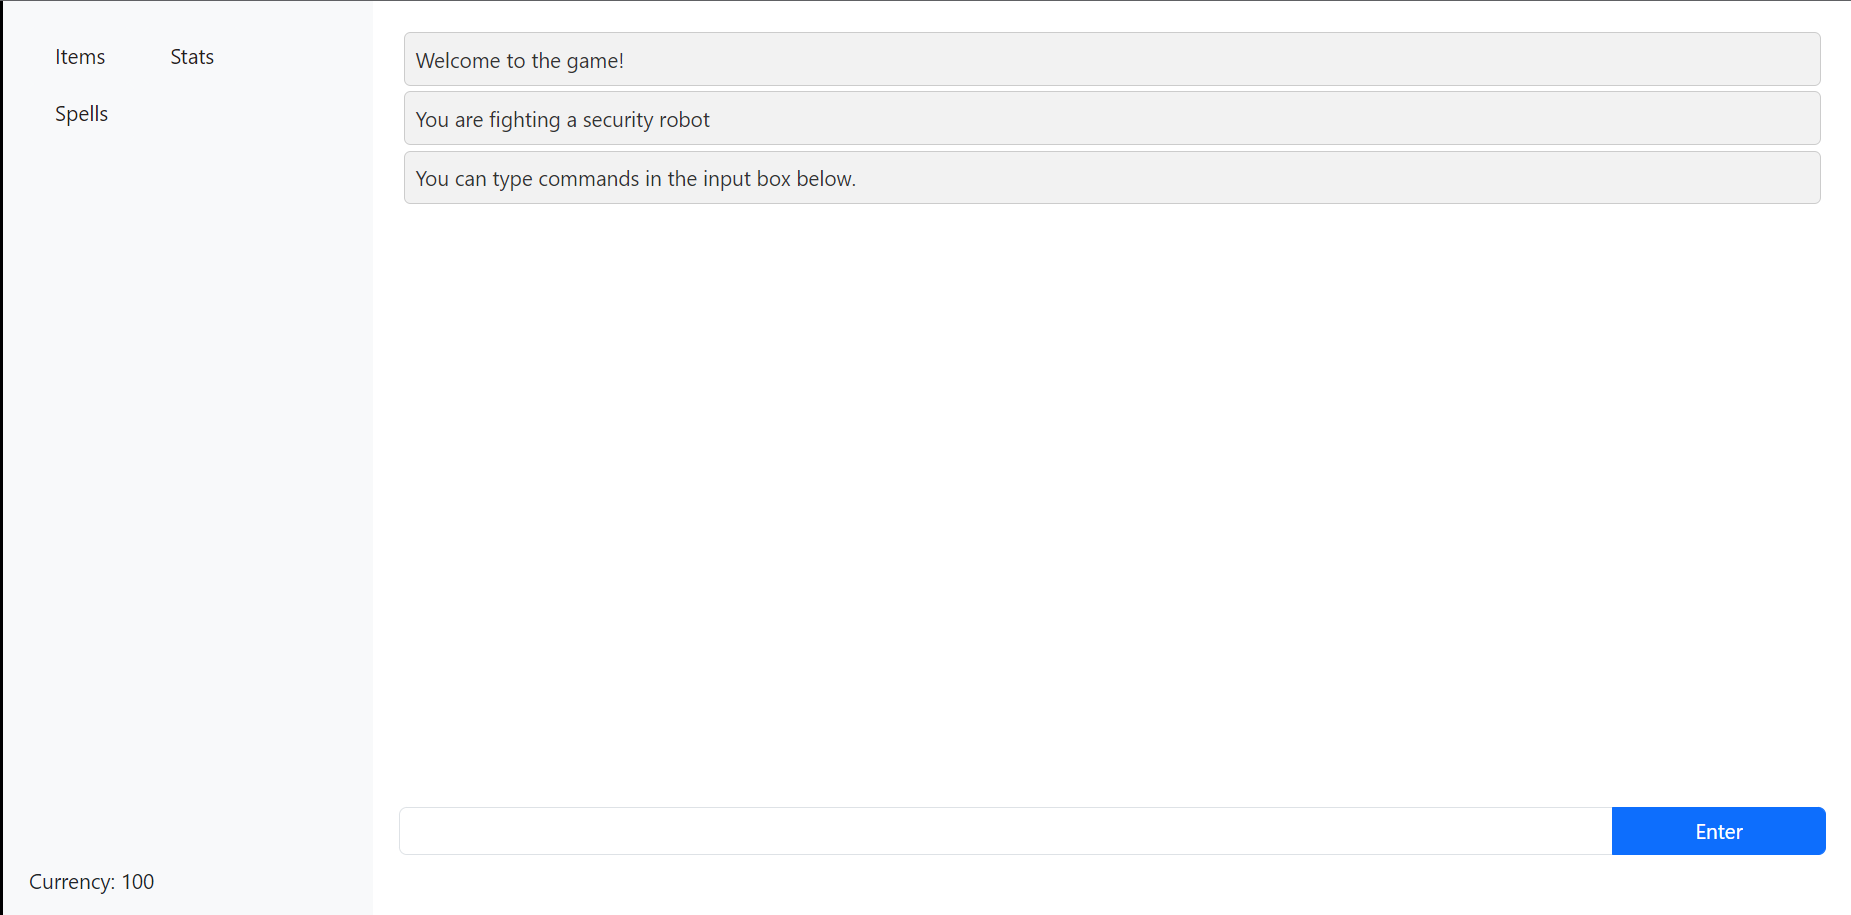 Items Stats
Spells
Welcome to the game!
You are fighting a security robot
You can type commands in the input box below.
Enter
Currency: 100